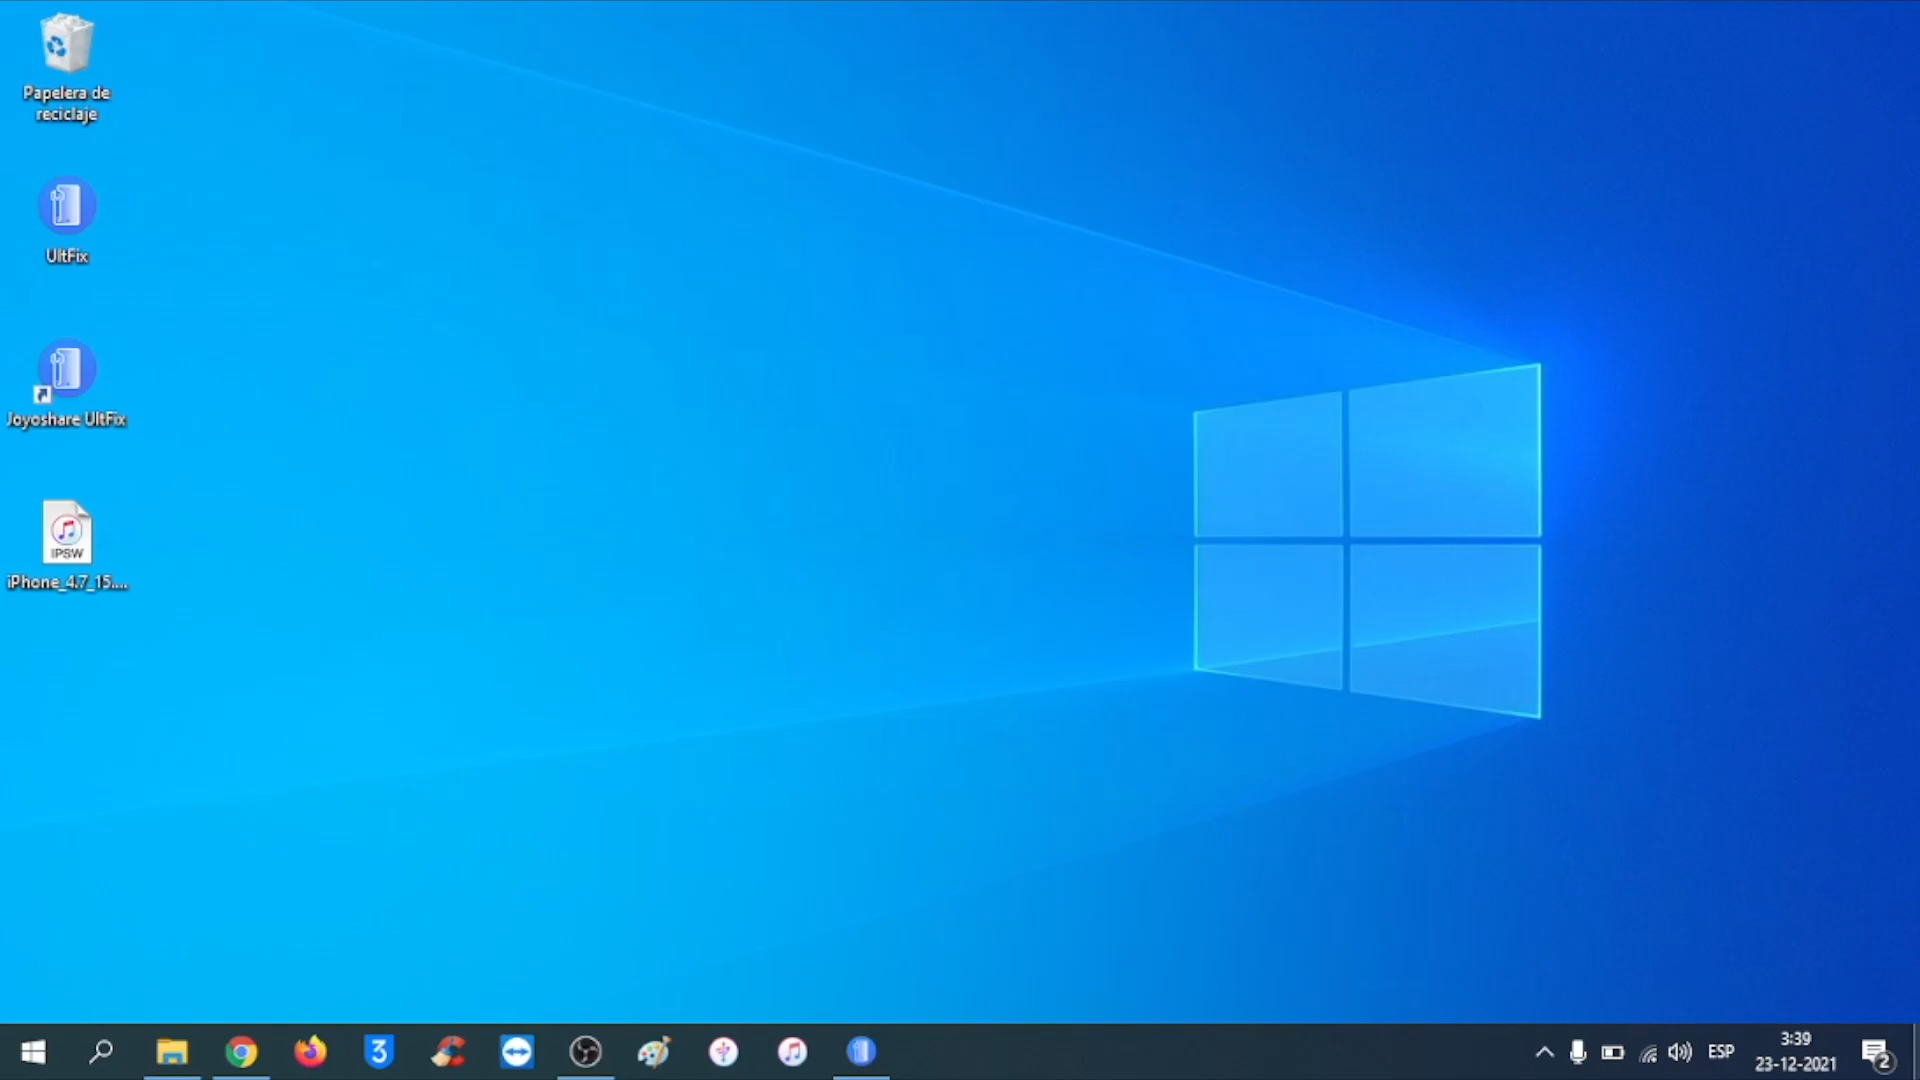 Papelera de
reciclaje
UltFix
Joyoshare UltFix
IPSW
iPhone_4.7_15....
3
ESP
3:39
23-12-2021
2